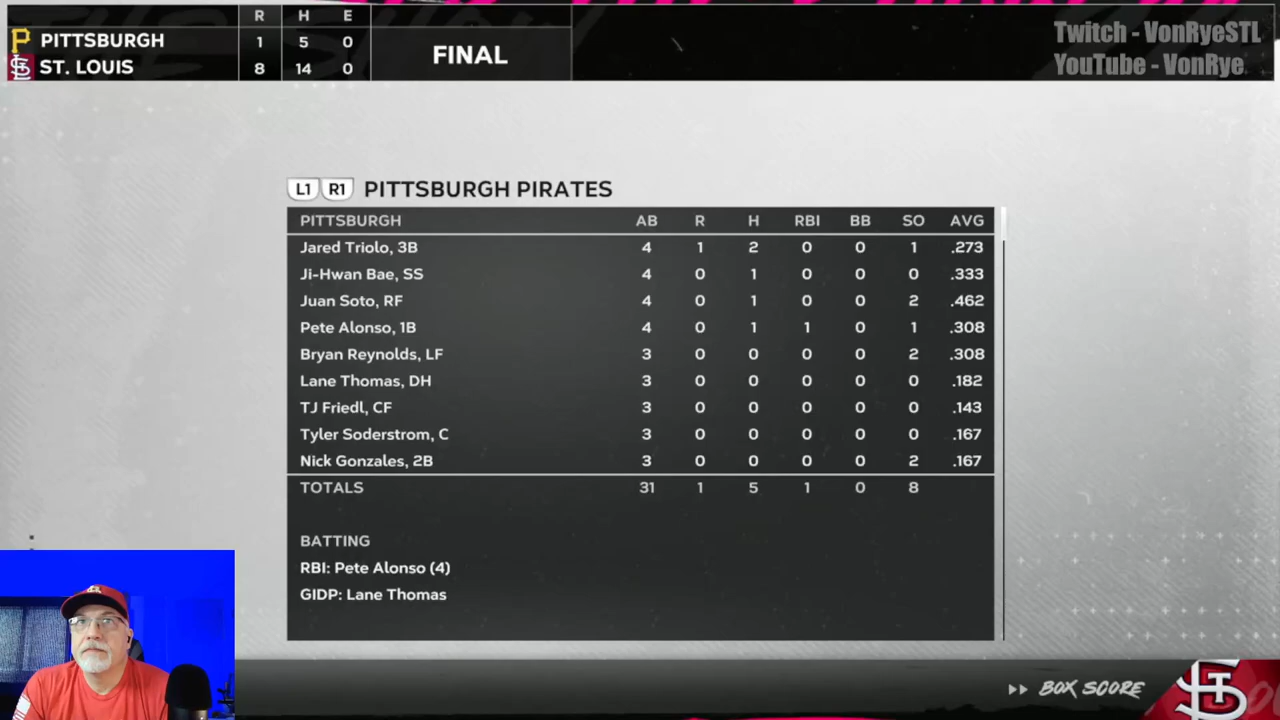 R H E
PITTSBURGH 1 5 0
ST. LOUIS 8 14 0
FINAL
Twitch - VonRyeSTL
YouTube - VonRye
L1 R1 PITTSBURGH PIRATES
PITTSBURGH AB R H RBI BB SO AVG
Jared Triolo, 3B 4 1 2 0 0 1 .273
Ji-Hwan Bae, SS 4 0 1 0 0 0 .333
Juan Soto, RF 4 0 1 0 0 2 .462
Pete Alonso, 1B 4 0 1 1 0 1 .308
Bryan Reynolds, LF 3 0 0 0 0 2 .308
Lane Thomas, DH 3 0 0 0 0 0 .182
TJ Friedl, CF 3 0 0 0 0 0 .143
Tyler Soderstrom, C 3 0 0 0 0 0 .167
Nick Gonzales, 2B 3 0 0 0 0 2 .167
TOTALS 31 1 5 1 0 8
BATTING
RBI: Pete Alonso (4)
GIDP: Lane Thomas
BOX SCORE